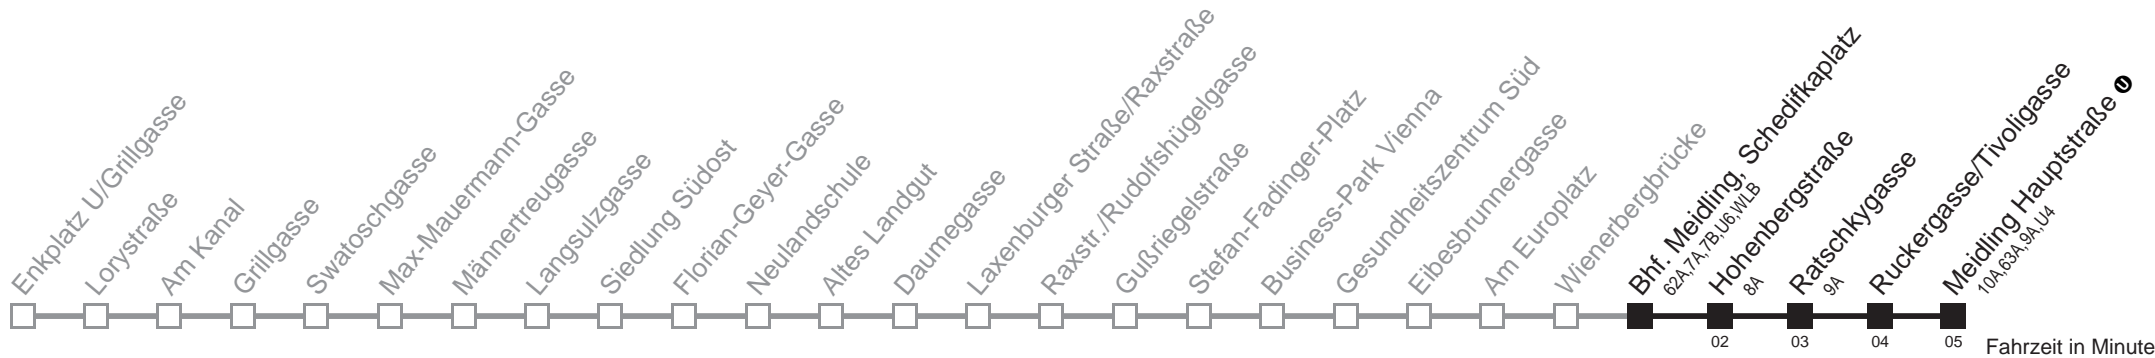 Enkplatz U/Grillgasse
Lorystraße
Am Kanal
Grillgasse
Swatoschgasse
Max-Mauermann-Gasse
Männertreugasse
Langsulzgasse
Siedlung Südost
Florian-Geyer-Gasse
Neulandschule
Altes Landgut
Daumegasse
Laxenburger Straße/Raxstraße
Raxstr./Rudolfshügelgasse
Gußriegelstraße
Stefan-Fadinger-Platz
Business-Park Vienna
Gesundheitszentrum Süd
Eibesbrunnergasse
Am Europlatz
Wienerbergbrücke
Bhf. Meidling, Schedifkaplatz
62A,7A,7B,U6,WLB
Hohenbergstraße
8A
Ratschkygasse
9A
Ruckergasse/Tivoligasse
Meidling Hauptstraße U
10A,63A,9A,U4
02 03 04 05
Fahrzeit in Minute